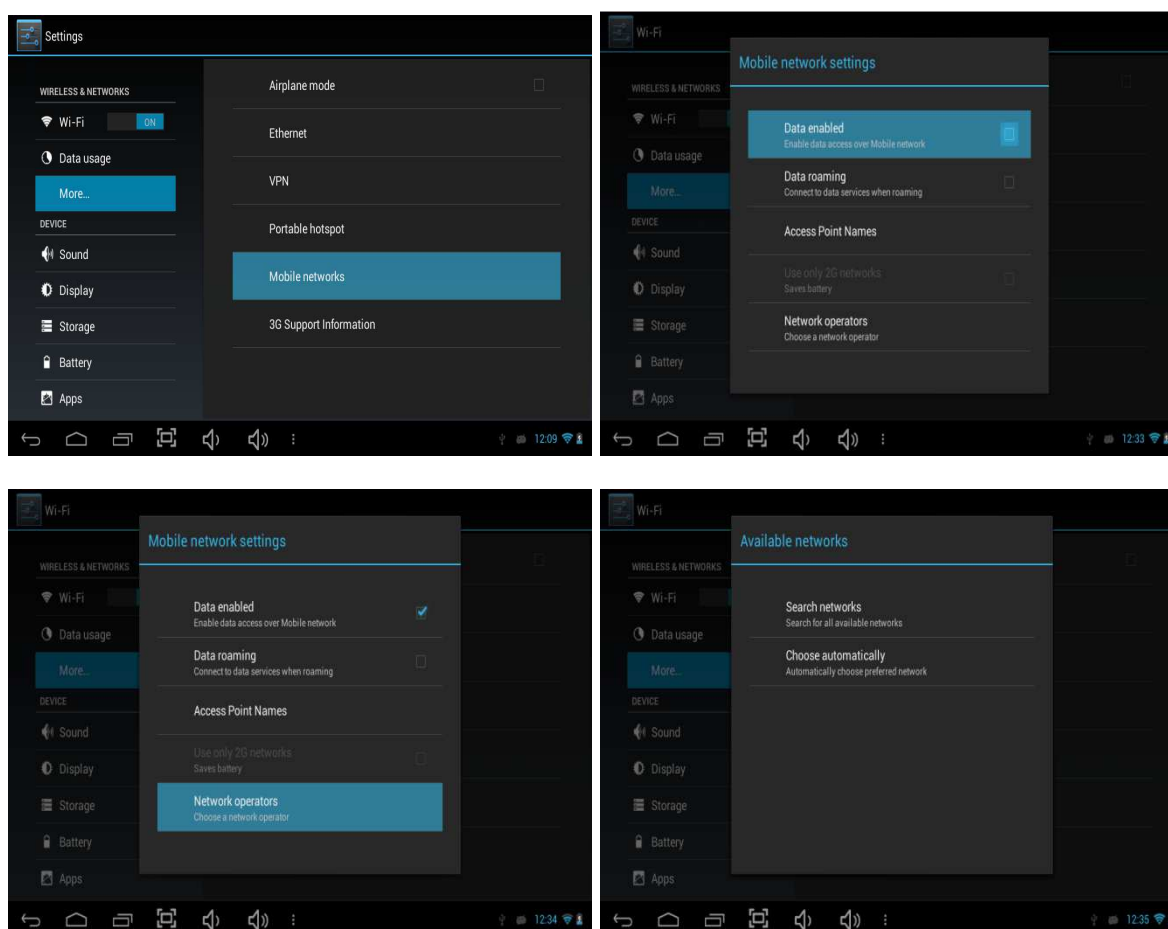 Settings
WIRELESS & NETWORKS
Wi-Fi ON
Data usage
More...
DEVICE
Sound
Display
Storage
Battery
Apps
Airplane mode
Ethernet
VPN
Portable hotspot
Mobile networks
3G Support Information
12:09
Wi-Fi
WIRELESS & NETWORKS
Wi-Fi
Data usage
More...
DEVICE
Sound
Display
Storage
Battery
Apps
Mobile network settings
Data enabled
Enable data access over Mobile network
Data roaming
Connect to data services when roaming
Access Point Names
Use only 2G networks
Saves battery
Network operators
Choose a network operator
12:33
Wi-Fi
WIRELESS & NETWORKS
Wi-Fi
Data usage
More...
DEVICE
Sound
Display
Storage
Battery
Apps
Mobile network settings
Data enabled
Enable data access over Mobile network
Data roaming
Connect to data services when roaming
Access Point Names
Use only 2G networks
Saves battery
Network operators
Choose a network operator
12:34
Wi-Fi
WIRELESS & NETWORKS
Wi-Fi
Data usage
More...
DEVICE
Sound
Display
Storage
Battery
Apps
Available networks
Search networks
Search for all available networks
Choose automatically
Automatically choose preferred network
12:35